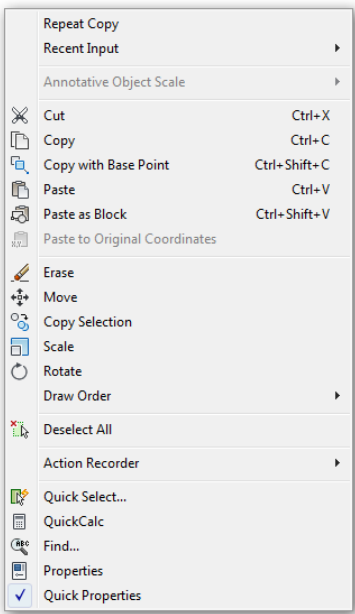 Repeat Copy
Recent Input
Annotative Object Scale
Cut Ctrl+X
Copy Ctrl+C
Copy with Base Point Ctrl+Shift+C
Paste Ctrl+V
Paste as Block Ctrl+Shift+V
Paste to Original Coordinates
Erase
Move
Copy Selection
Scale
Rotate
Draw Order
Deselect All
Action Recorder
Quick Select...
QuickCalc
ABC Find...
Properties
Quick Properties